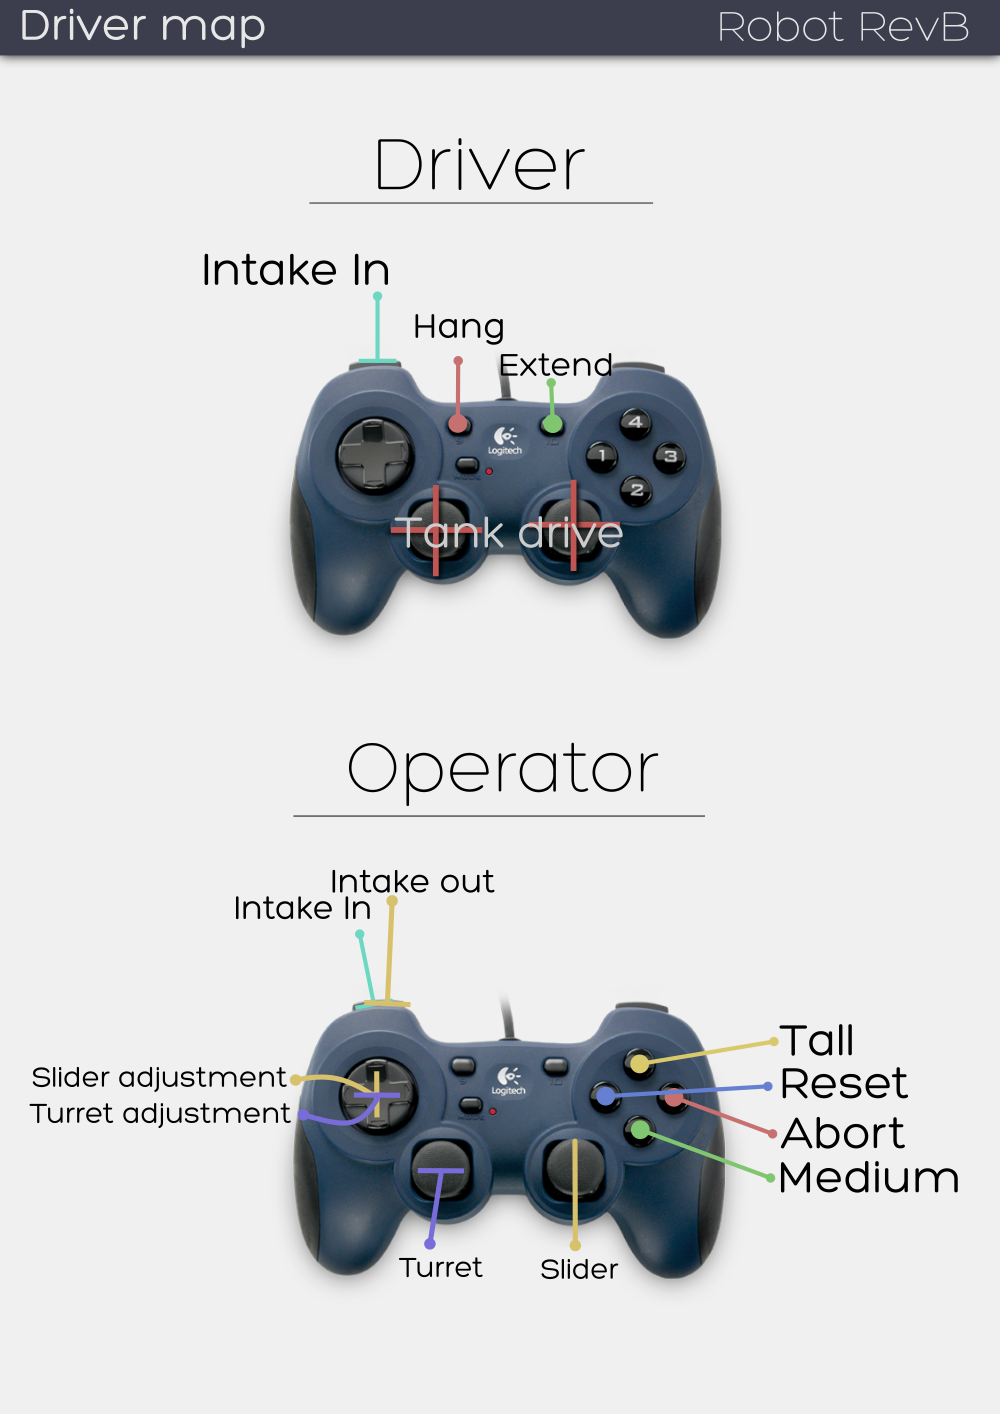 Driver map
Robot RevB
Driver
Intake In
Hang
Extend
4
Logitech
1
3
2
Tank drive
Operator
Intake out
Intake In
Tall
Slider adjustment
Logitech
Reset
Turret adjustment
Abort
Medium
Turret
Slider